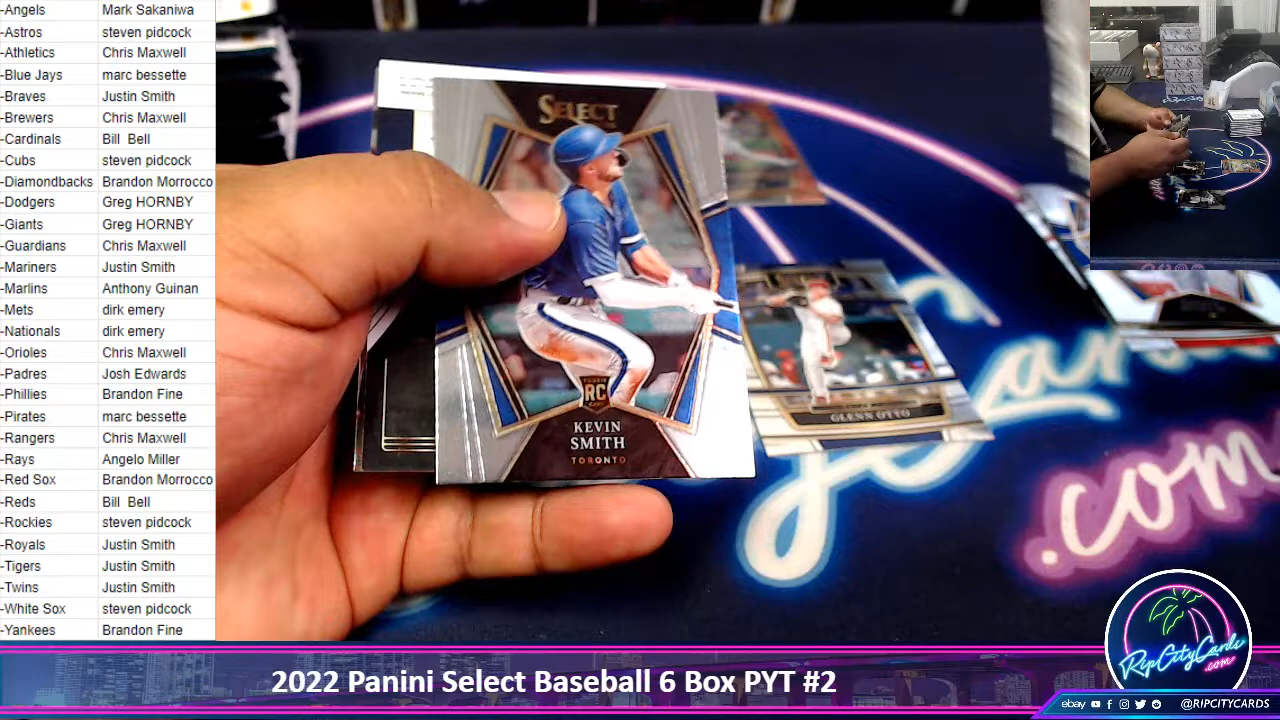 -Angels Mark Sakaniwa
-Astros steven pidcock
-Athletics Chris Maxwell
-Blue Jays marc bessette
-Braves Justin Smith
-Brewers Chris Maxwell
-Cardinals Bill Bell
-Cubs steven pidcock
-Diamondbacks Brandon Morrocco
-Dodgers Greg HORNBY
-Giants Greg HORNBY
-Guardians Chris Maxwell
-Mariners Justin Smith
-Marlins Anthony Guinan
-Mets dirk emery
-Nationals dirk emery
-Orioles Chris Maxwell
-Padres Josh Edwards
-Phillies Brandon Fine
-Pirates marc bessette
-Rangers Chris Maxwell
-Rays Angelo Miller
-Red Sox Brandon Morrocco
-Reds Bill Bell
-Rockies steven pidcock
-Royals Justin Smith
-Tigers Justin Smith
-Twins Justin Smith
-White Sox steven pidcock
-Yankees Brandon Fine
SELECT
RC
KEVIN
SMITH
TORONTO
GLENN OTTO
.com
RipCityCards
.com
2022 Panini Select Baseball 6 Box PYT #2
ebay @RIPCITYCARDS